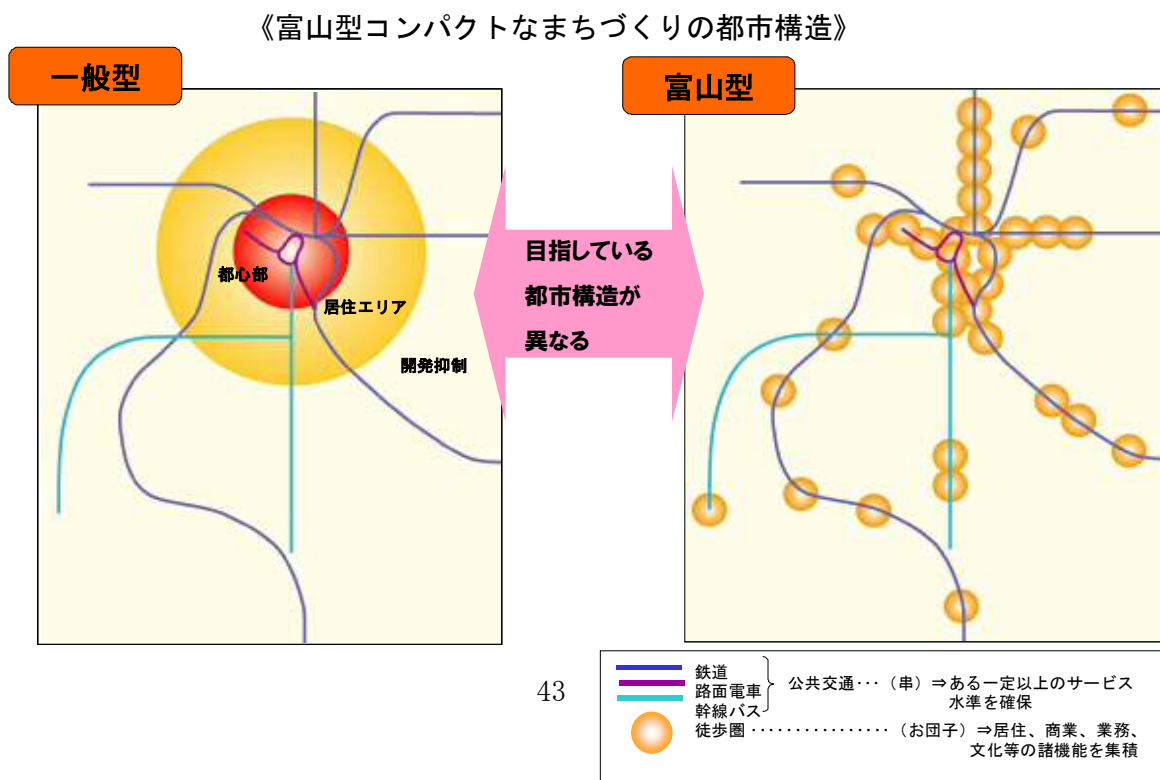 《富山型コンパクトなまちづくりの都市構造》
一般型
都心部
居住エリア
開発抑制
目指している
都市構造が
異なる
富山型
43
鉄道
路面電車
幹線バス
公共交通･･･（串）⇒ある一定以上のサービス
水準を確保
徒歩圏 ････････････････（お団子）⇒居住、商業、業務、
文化等の諸機能を集積